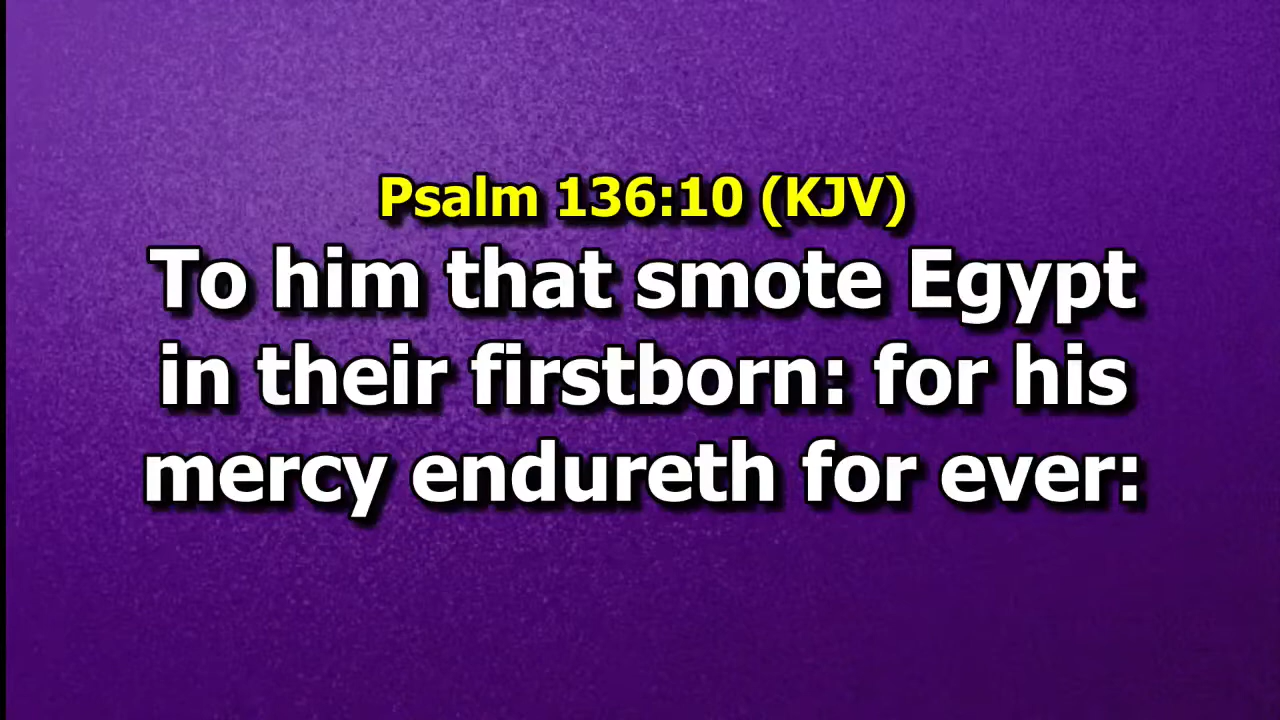 Psalm 136:10 (KJV)
To him that smote Egypt
in their firstborn: for his
mercy endureth for ever: